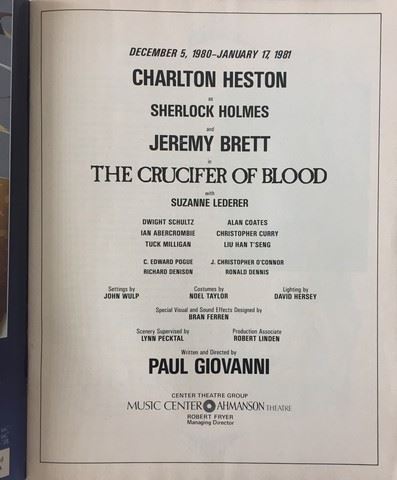 DECEMBER 5, 1980–JANUARY 17, 1981
CHARLTON HESTON
as
SHERLOCK HOLMES
and
JEREMY BRETT
in
THE CRUCIFER OF BLOOD
with
SUZANNE LEDERER
DWIGHT SCHULTZ ALAN COATES
IAN ABERCROMBIE CHRISTOPHER CURRY
TUCK MILLIGAN LIU HAN T'SENG
C. EDWARD POGUE J. CHRISTOPHER O'CONNOR
RICHARD DENISON RONALD DENNIS
Settings by Costumes by Lighting by
JOHN WULP NOEL TAYLOR DAVID HERSEY
Special Visual and Sound Effects Designed by
BRAN FERREN
Scenery Supervised by Production Associate
LYNN PECKTAL ROBERT LINDEN
Written and Directed by
PAUL GIOVANNI
CENTER THEATRE GROUP
MUSIC CENTER AHMANSON THEATRE
ROBERT FRYER
Managing Director